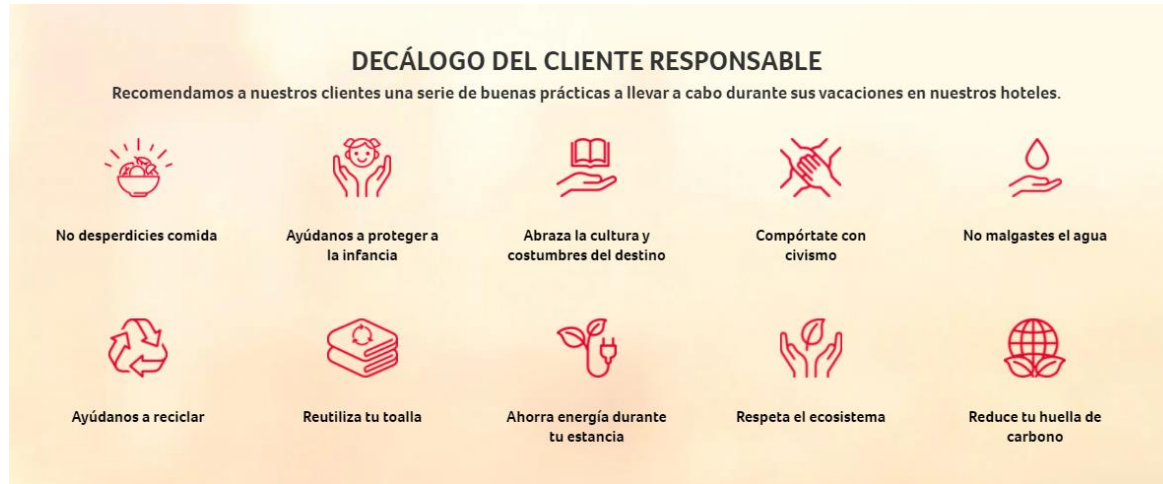 DECÁLOGO DEL CLIENTE RESPONSABLE
Recomendamos a nuestros clientes una serie de buenas prácticas a llevar a cabo durante sus vacaciones en nuestros hoteles.
No desperdicies comida
Ayúdanos a proteger a
la infancia
Abraza la cultura y
costumbres del destino
Compórtate con
civismo
No malgastes el agua
Ayúdanos a reciclar
Reutiliza tu toalla
Ahorra energía durante
tu estancia
Respeta el ecosistema
Reduce tu huella de
carbono